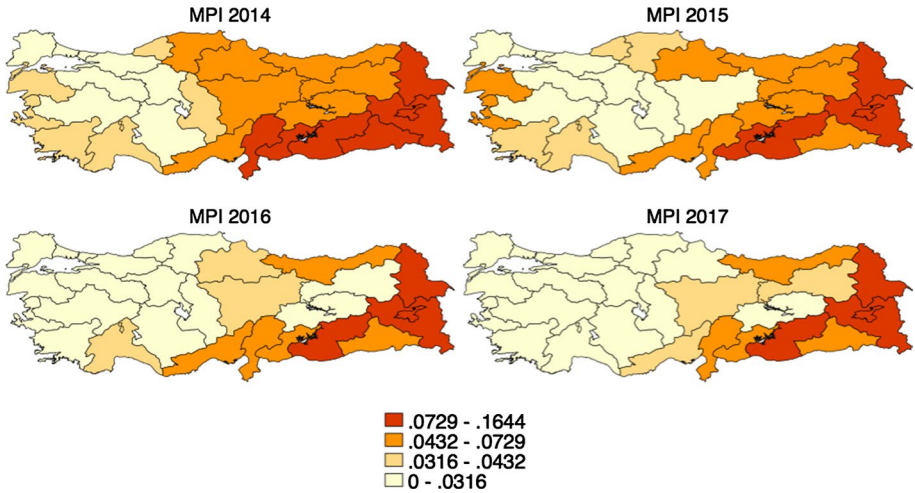 MPI 2014
MPI 2015
MPI 2016
MPI 2017
.0729 - .1644
.0432 - .0729
.0316 - .0432
0 - .0316